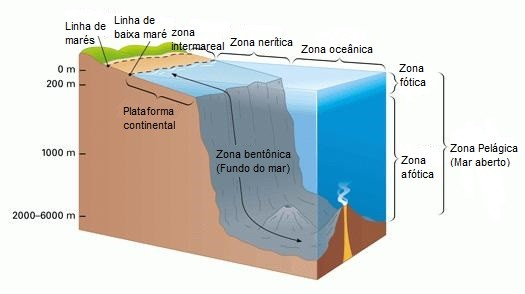 Linha de
marés
Linha de
baixa maré
zona
intermareal
Zona nerítica
Zona oceânica
0 m
200 m
1000 m
2000–6000 m
Plataforma
continental
Zona bentônica
(Fundo do mar)
Zona
fótica
Zona
afótica
Zona Pelágica
(Mar aberto)